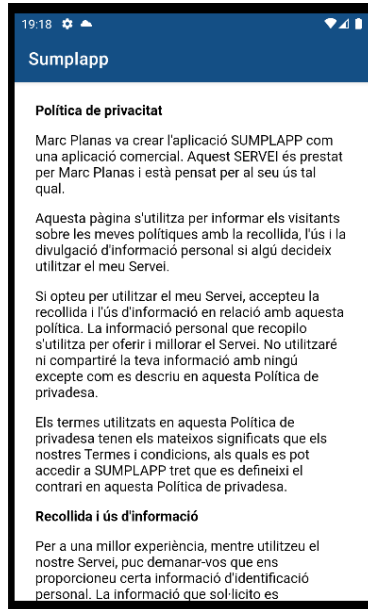 19:18
Sumplapp
Política de privacitat
Marc Planas va crear l'aplicació SUMPLAPP com
una aplicació comercial. Aquest SERVEI és prestat
per Marc Planas i està pensat per al seu ús tal
qual.
Aquesta pàgina s'utilitza per informar els visitants
sobre les meves polítiques amb la recollida, l'ús i la
divulgació d'informació personal si algú decideix
utilitzar el meu Servei.
Si opteu per utilitzar el meu Servei, accepteu la
recollida i l'ús d'informació en relació amb aquesta
política. La informació personal que recopilo
s'utilitza per oferir i millorar el Servei. No utilitzaré
ni compartiré la teva informació amb ningú
excepte com es descriu en aquesta Política de
privadesa.
Els termes utilitzats en aquesta Política de
privadesa tenen els mateixos significats que els
nostres Termes i condicions, als quals es pot
accedir a SUMPLAPP tret que es defineixi el
contrari en aquesta Política de privadesa.
Recollida i ús d'informació
Per a una millor experiència, mentre utilitzeu el
nostre Servei, puc demanar-vos que ens
proporcioneu certa informació d'identificació
personal. La informació que sol·licito es